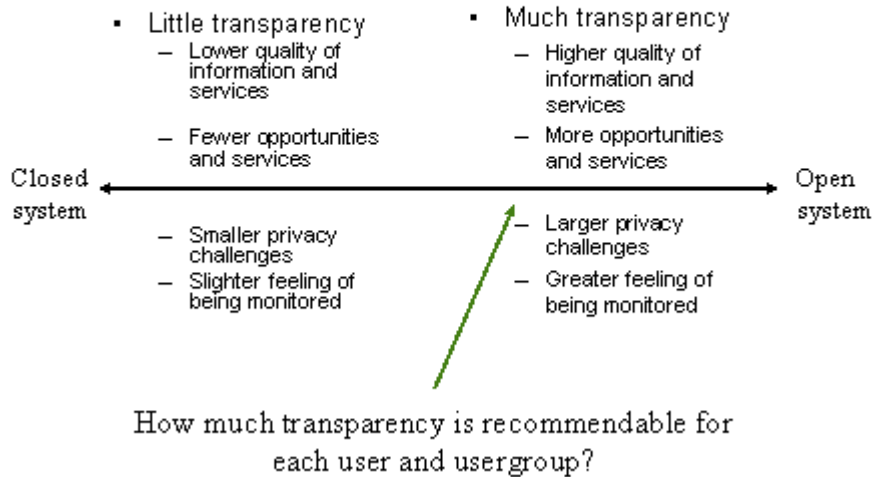 ▪ Little transparency
– Lower quality of
information and
services
– Fewer opportunities
and services
▪ Much transparency
– Higher quality of
information and
services
– More opportunities
and services
Closed
system
Open
system
– Smaller privacy
challenges
– Slighter feeling of
being monitored
– Larger privacy
challenges
– Greater feeling of
being monitored
How much transparency is recommendable for
each user and usergroup?